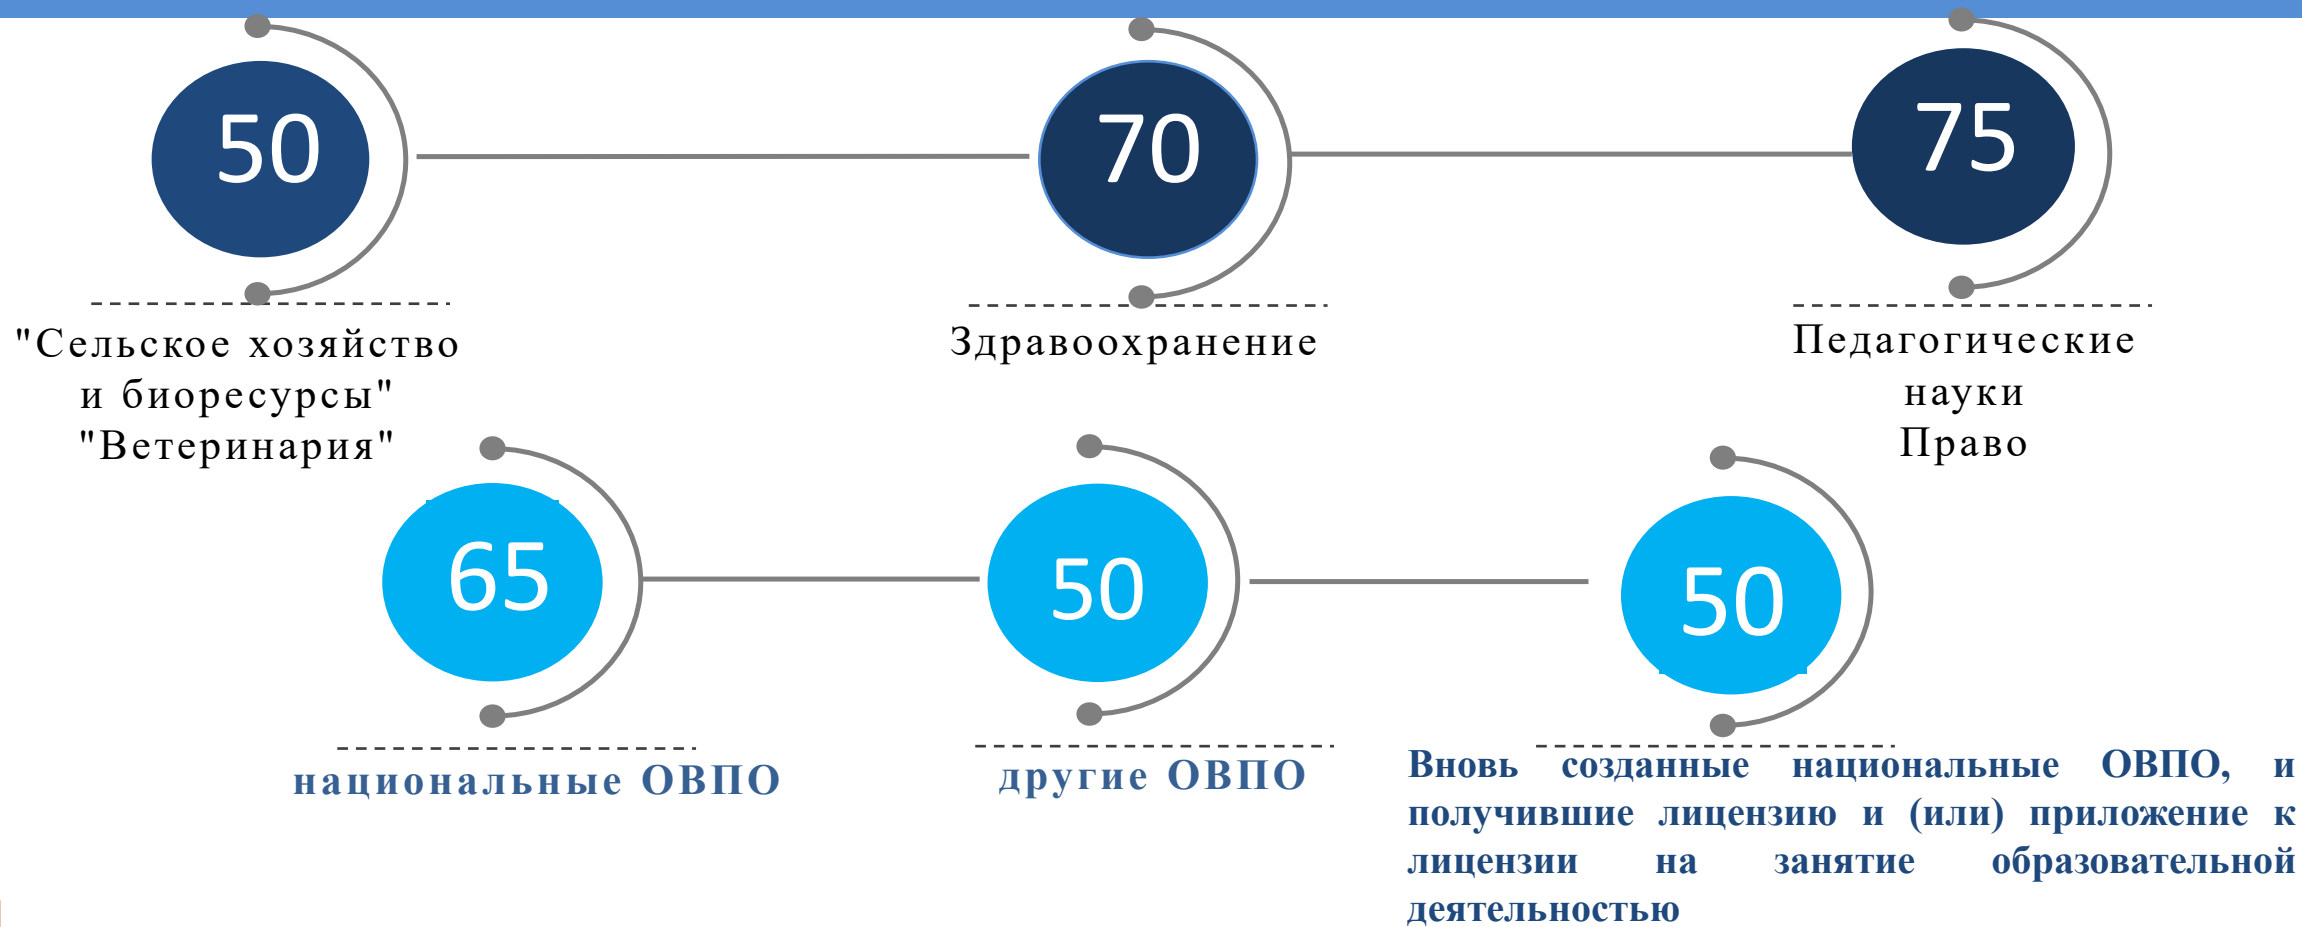 50
70
75
"Сельское хозяйство
и биоресурсы"
"Ветеринария"
Здравоохранение
Педагогические
науки
Право
65
50
50
национальные ОВПО
другие ОВПО
Вновь созданные национальные ОВПО, и
получившие лицензию и (или) приложение к
лицензии на занятие образовательной
деятельностью